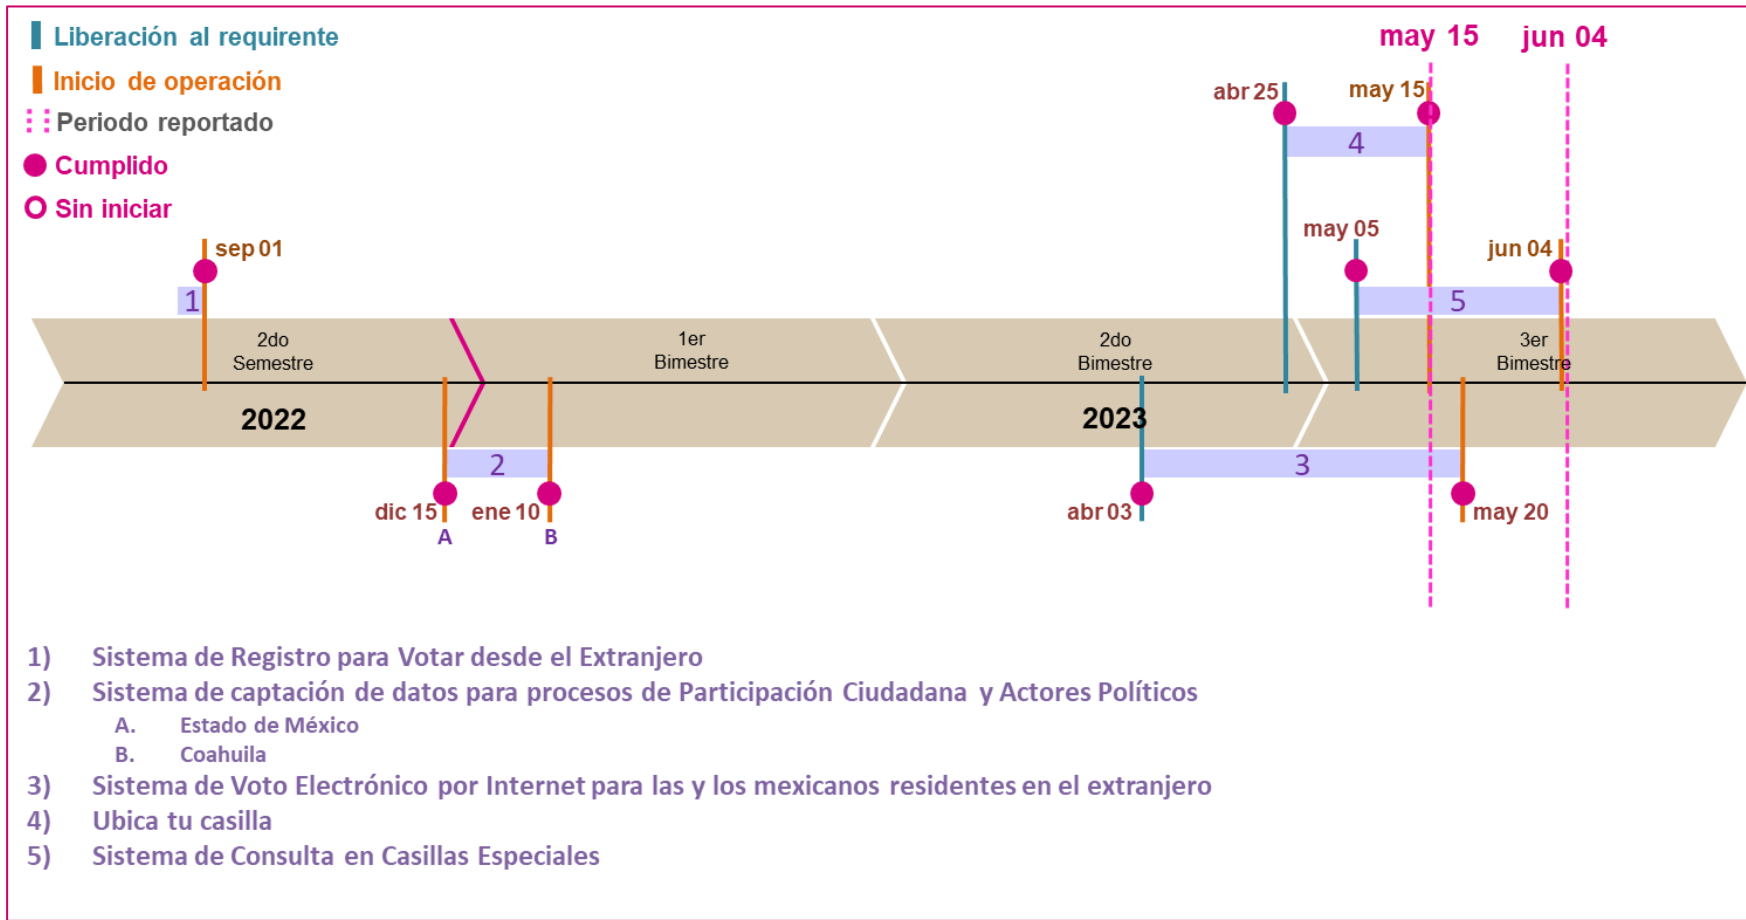 Liberación al requirente
Inicio de operación
Periodo reportado
Cumplido
Sin iniciar
may 15 jun 04
abr 25 may 15
4
may 05
sep 01
jun 04
1
5
2do
Semestre
1er
Bimestre
2do
Bimestre
3er
Bimestre
2022
2023
2
3
dic 15 ene 10
abr 03
may 20
A B
1) Sistema de Registro para Votar desde el Extranjero
2) Sistema de captación de datos para procesos de Participación Ciudadana y Actores Políticos
A. Estado de México
B. Coahuila
3) Sistema de Voto Electrónico por Internet para las y los mexicanos residentes en el extranjero
4) Ubica tu casilla
5) Sistema de Consulta en Casillas Especiales